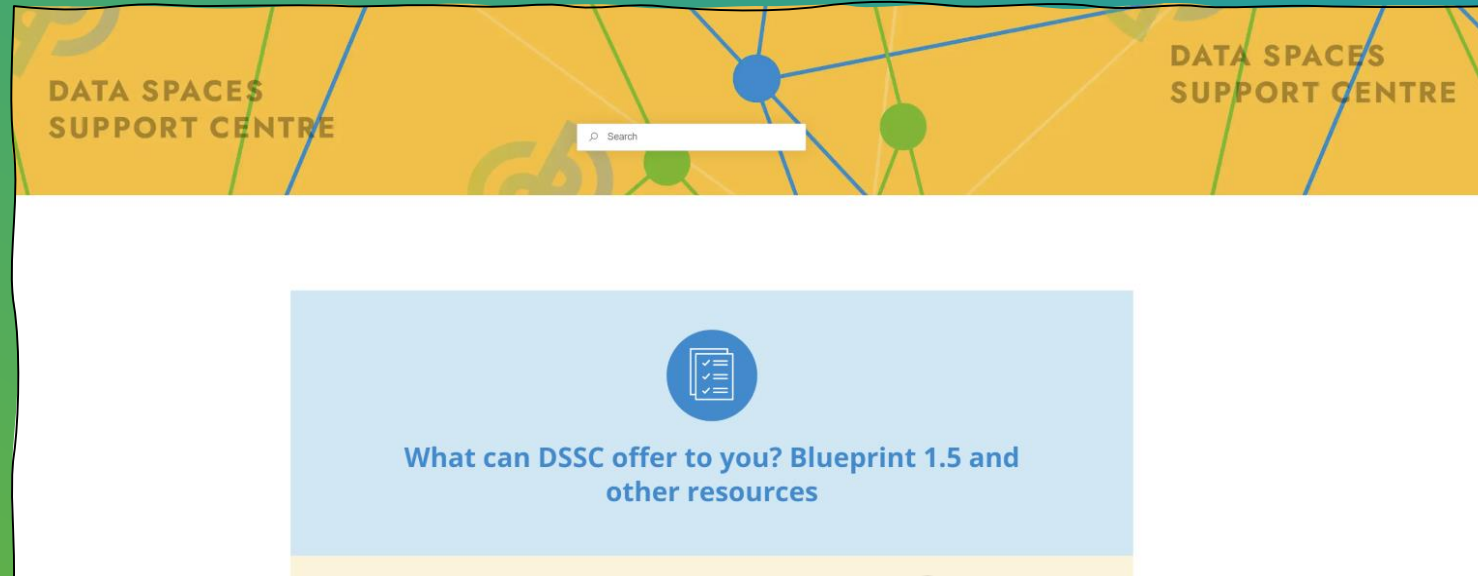 DATA SPACES
SUPPORT CENTRE
DATA SPACES
SUPPORT CENTRE
Search
What can DSSC offer to you? Blueprint 1.5 and
other resources